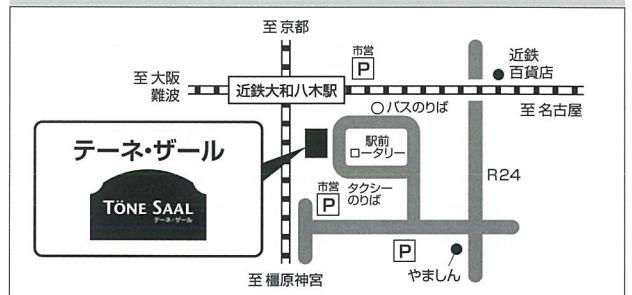 至 京都
市営
P
近鉄
百貨店
至 大阪
難波
近鉄大和八木駅
至 名古屋
バスのりば
テーネ・ザール
駅前
ロータリー
TÖNE SAAL
テーネ・ザール
市営
P
タクシー
のりば
R24
P
やましん
至 橿原神宮